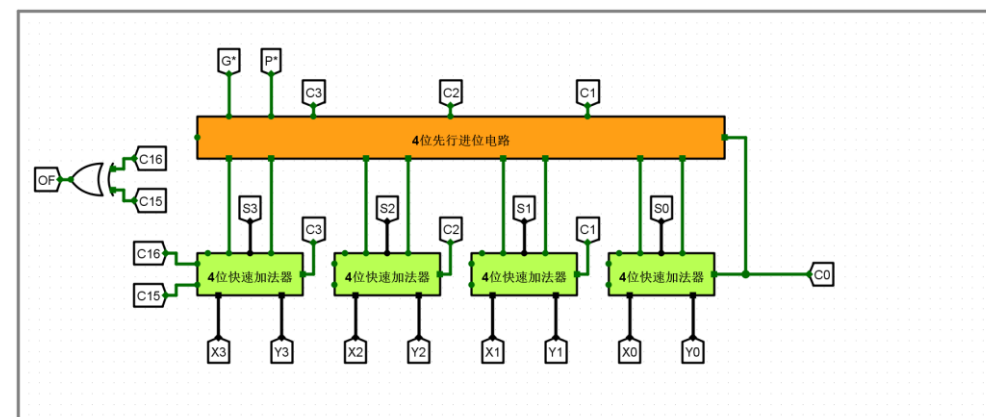 G* P*
C3 C2 C1
4位先行进位电路
C16
OF
C15
S3 S2 S1 S0
C16 C3 C2 C1
4位快速加法器 4位快速加法器 4位快速加法器 4位快速加法器 C0
C15
X3 Y3 X2 Y2 X1 Y1 X0 Y0